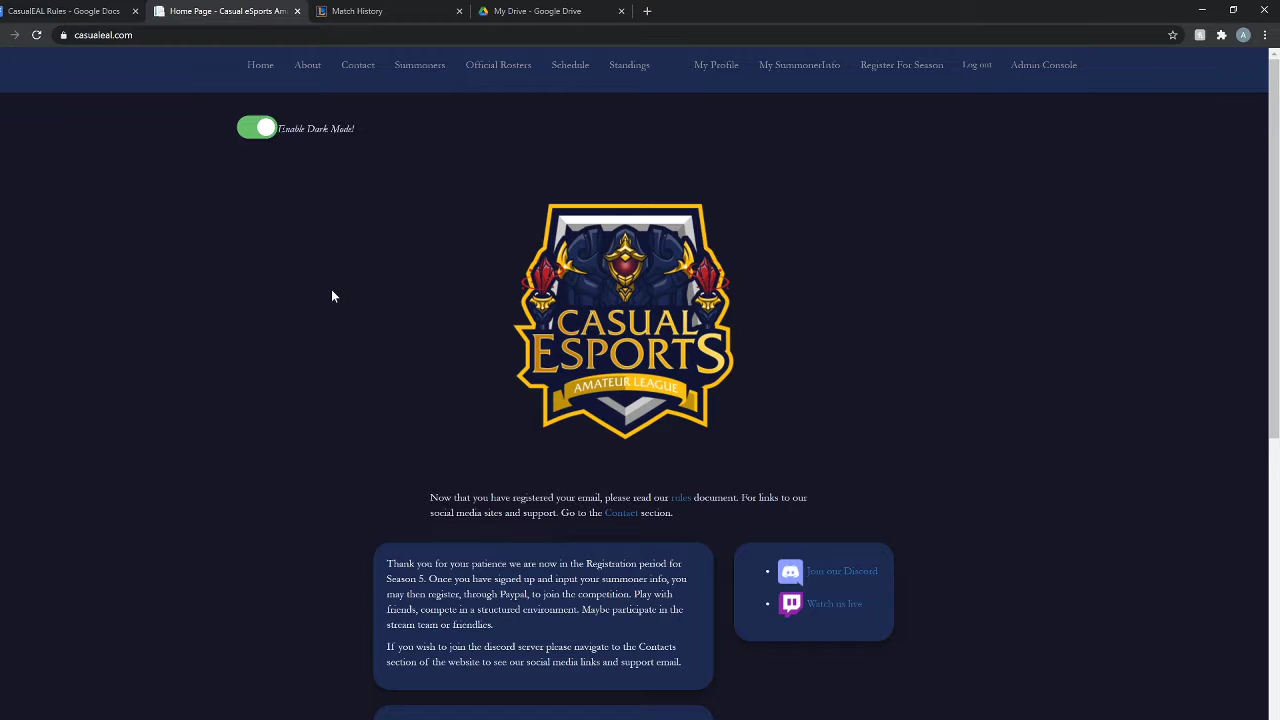 CasualEAL Rules - Google Docs
Home Page - Casual eSports Am
Match History
My Drive - Google Drive
casualeal.com
A
Home
About
Contact
Summoners
Official Rosters
Schedule
Standings
My Profile
My SummonerInfo
Register For Season
Log out
Admin Console
Enable Dark Mode!
CASUAL
ESPORTS
AMATEUR LEAGUE
Now that you have registered your email, please read our rules document. For links to our
social media sites and support. Go to the Contact section.
Thank you for your patience we are now in the Registration period for
Season 5. Once you have signed up and input your summoner info, you
may then register, through Paypal, to join the competition. Play with
friends, compete in a structured environment. Maybe participate in the
stream team or friendlies.
If you wish to join the discord server please navigate to the Contacts
section of the website to see our social media links and support email.
Join our Discord
Watch us live